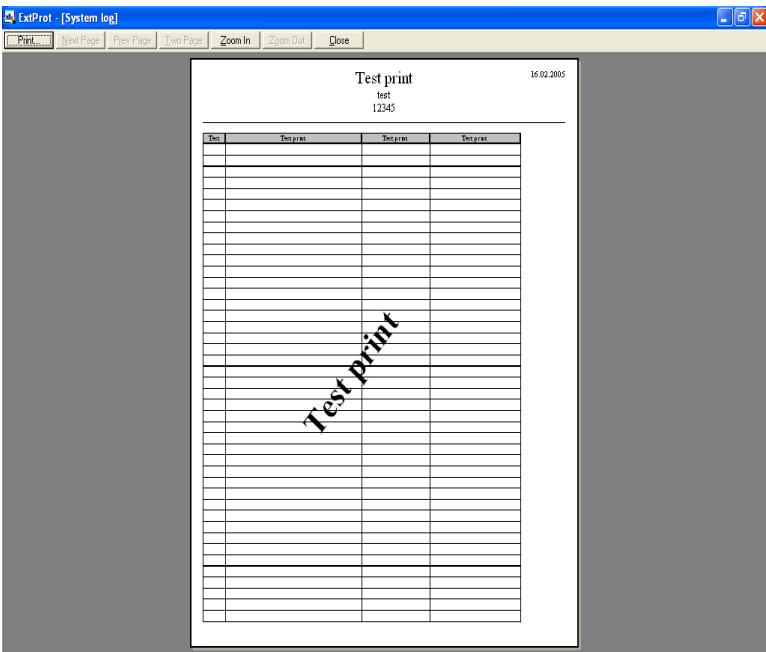 ExtProt - [System log]
Print... Next Page Prev Page Two Page Zoom In Zoom Out Close
Test print 16.02.2005
test
12345
Test Test print Test print Test print
Test print